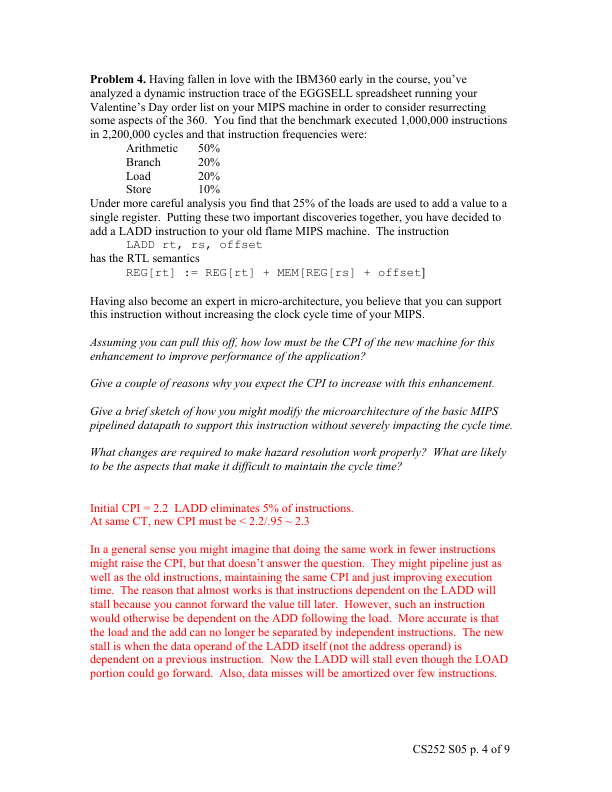 Problem 4. Having fallen in love with the IBM360 early in the course, you've
analyzed a dynamic instruction trace of the EGGSELL spreadsheet running your
Valentine's Day order list on your MIPS machine in order to consider resurrecting
some aspects of the 360. You find that the benchmark executed 1,000,000 instructions
in 2,200,000 cycles and that instruction frequencies were:
Arithmetic 50%
Branch 20%
Load 20%
Store 10%
Under more careful analysis you find that 25% of the loads are used to add a value to a
single register. Putting these two important discoveries together, you have decided to
add a LADD instruction to your old flame MIPS machine. The instruction
LADD rt, rs, offset
has the RTL semantics
REG[rt] := REG[rt] + MEM[REG[rs] + offset]
Having also become an expert in micro-architecture, you believe that you can support
this instruction without increasing the clock cycle time of your MIPS.
Assuming you can pull this off, how low must be the CPI of the new machine for this
enhancement to improve performance of the application?
Give a couple of reasons why you expect the CPI to increase with this enhancement.
Give a brief sketch of how you might modify the microarchitecture of the basic MIPS
pipelined datapath to support this instruction without severely impacting the cycle time.
What changes are required to make hazard resolution work properly? What are likely
to be the aspects that make it difficult to maintain the cycle time?
Initial CPI = 2.2 LADD eliminates 5% of instructions.
At same CT, new CPI must be < 2.2/.95 ~ 2.3
In a general sense you might imagine that doing the same work in fewer instructions
might raise the CPI, but that doesn't answer the question. They might pipeline just as
well as the old instructions, maintaining the same CPI and just improving execution
time. The reason that almost works is that instructions dependent on the LADD will
stall because you cannot forward the value till later. However, such an instruction
would otherwise be dependent on the ADD following the load. More accurate is that
the load and the add can no longer be separated by independent instructions. The new
stall is when the data operand of the LADD itself (not the address operand) is
dependent on a previous instruction. Now the LADD will stall even though the LOAD
portion could go forward. Also, data misses will be amortized over few instructions.
CS252 S05 p. 4 of 9